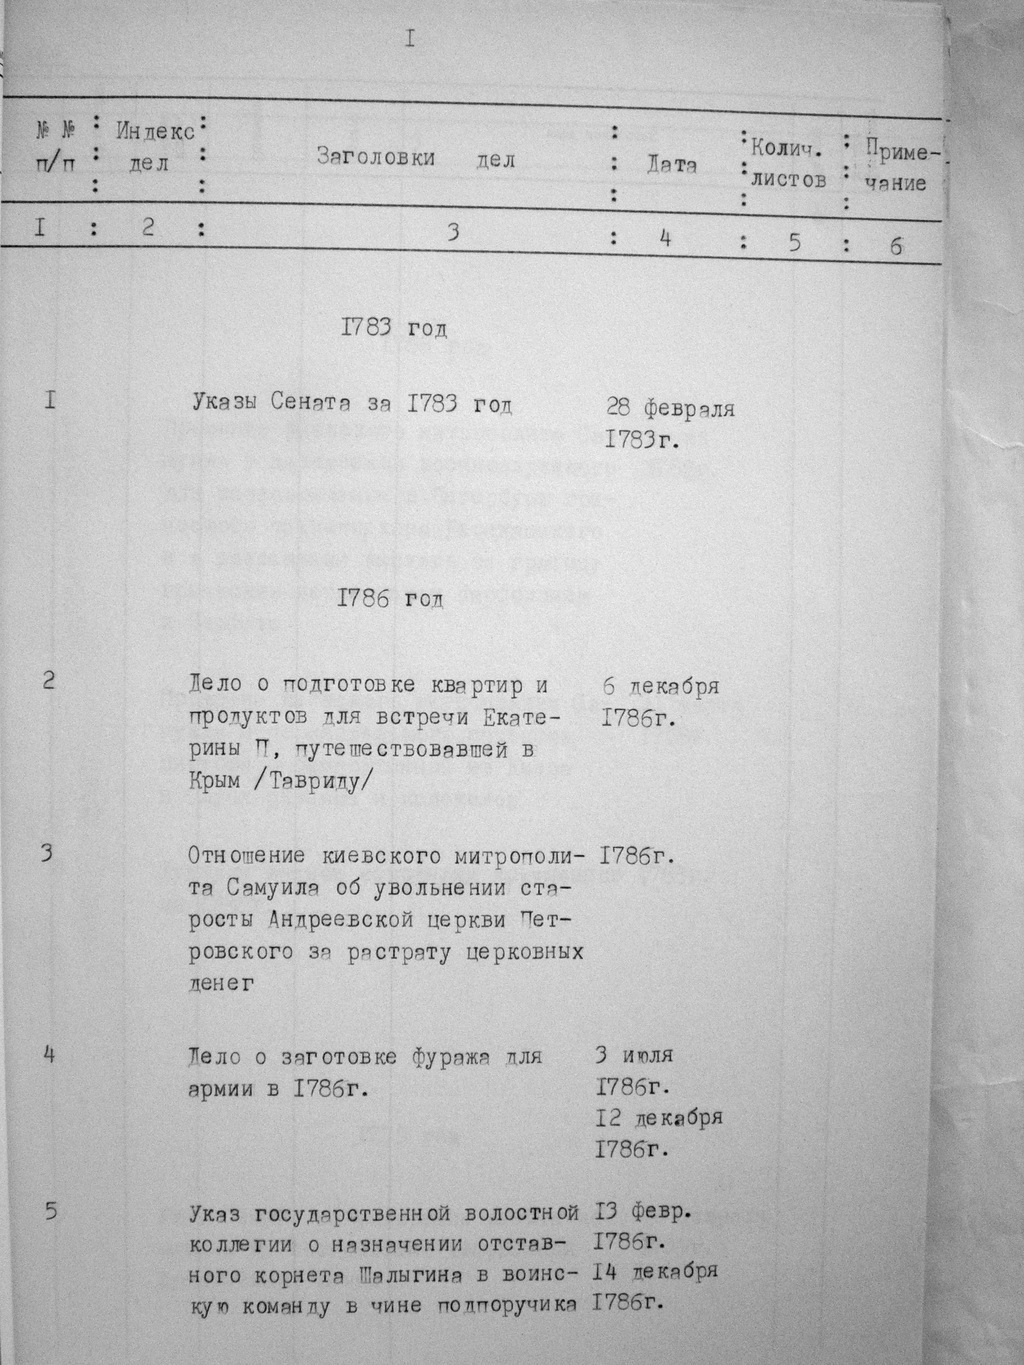 I
№ № : Индекс : Заголовки дел : Дата : Колич. : Приме-
п/п : дел : листов : чание
I : 2 : 3 : 4 : 5 : 6
I783 год
I Указы Сената за I783 год 28 февраля
I783г.
I786 год
2 Дело о подготовке квартир и 6 декабря
продуктов для встречи Екате- I786г.
рины П, путешествовавшей в
Крым /Тавриду/
3 Отношение киевского митрополи- I786г.
та Самуила об увольнении ста-
росты Андреевской церкви Пет-
ровского за растрату церковных
денег
4 Дело о заготовке фуража для 3 июля
армии в I786г. I786г.
I2 декабря
I786г.
5 Указ государственной волостной I3 февр.
коллегии о назначении отстав- I786г.
ного корнета Шалыгина в воинс- I4 декабря
кую команду в чине подпоручика I786г.